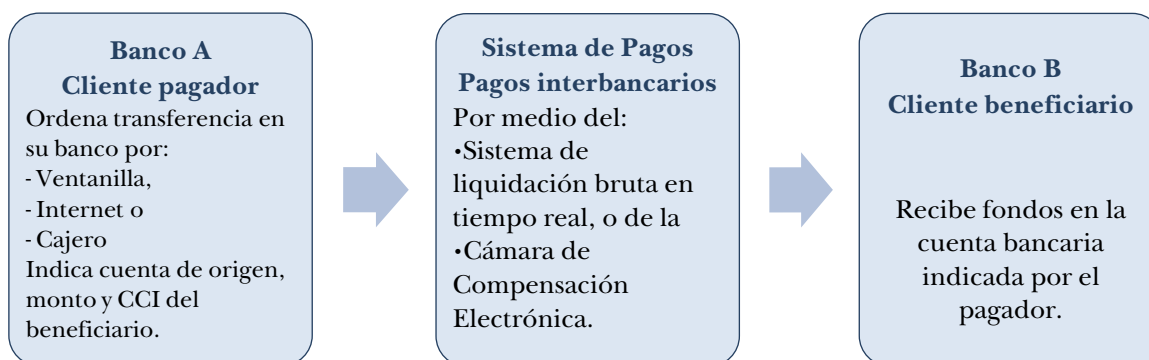 Banco A
Cliente pagador
Ordena transferencia en
su banco por:
- Ventanilla,
- Internet o
- Cajero
Indica cuenta de origen,
monto y CCI del
beneficiario.
Sistema de Pagos
Pagos interbancarios
Por medio del:
•Sistema de
liquidación bruta en
tiempo real, o de la
•Cámara de
Compensación
Electrónica.
Banco B
Cliente beneficiario
Recibe fondos en la
cuenta bancaria
indicada por el
pagador.